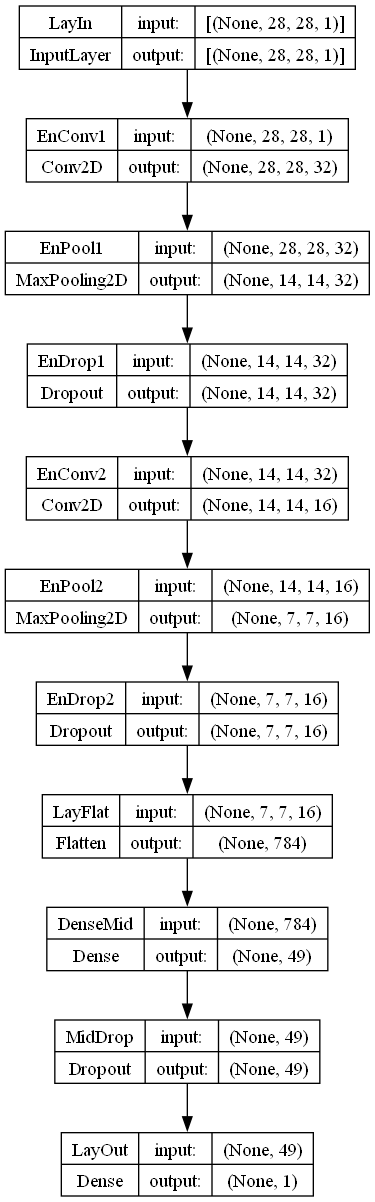 LayIn input: [(None, 28, 28, 1)]
InputLayer output: [(None, 28, 28, 1)]
EnConv1 input: (None, 28, 28, 1)
Conv2D output: (None, 28, 28, 32)
EnPool1 input: (None, 28, 28, 32)
MaxPooling2D output: (None, 14, 14, 32)
EnDrop1 input: (None, 14, 14, 32)
Dropout output: (None, 14, 14, 32)
EnConv2 input: (None, 14, 14, 32)
Conv2D output: (None, 14, 14, 16)
EnPool2 input: (None, 14, 14, 16)
MaxPooling2D output: (None, 7, 7, 16)
EnDrop2 input: (None, 7, 7, 16)
Dropout output: (None, 7, 7, 16)
LayFlat input: (None, 7, 7, 16)
Flatten output: (None, 784)
DenseMid input: (None, 784)
Dense output: (None, 49)
MidDrop input: (None, 49)
Dropout output: (None, 49)
LayOut input: (None, 49)
Dense output: (None, 1)